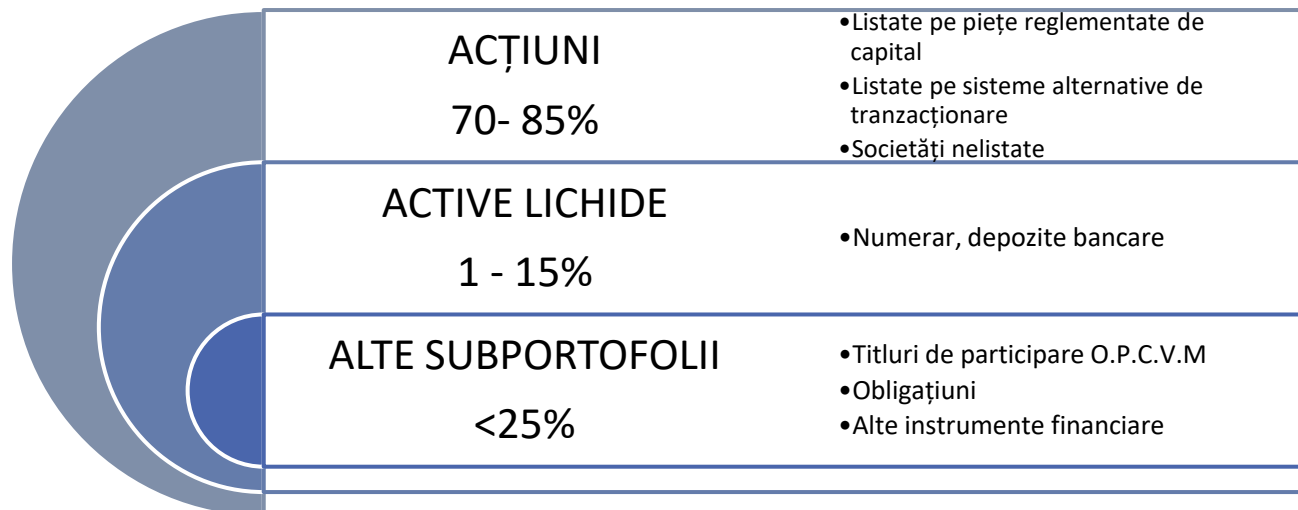 ACȚIUNI
70- 85%
•Listate pe piețe reglementate de
capital
•Listate pe sisteme alternative de
tranzacționare
•Societăți nelistate
ACTIVE LICHIDE
1 - 15%
•Numerar, depozite bancare
ALTE SUBPORTOFOLII
<25%
•Titluri de participare O.P.C.V.M
•Obligațiuni
•Alte instrumente financiare